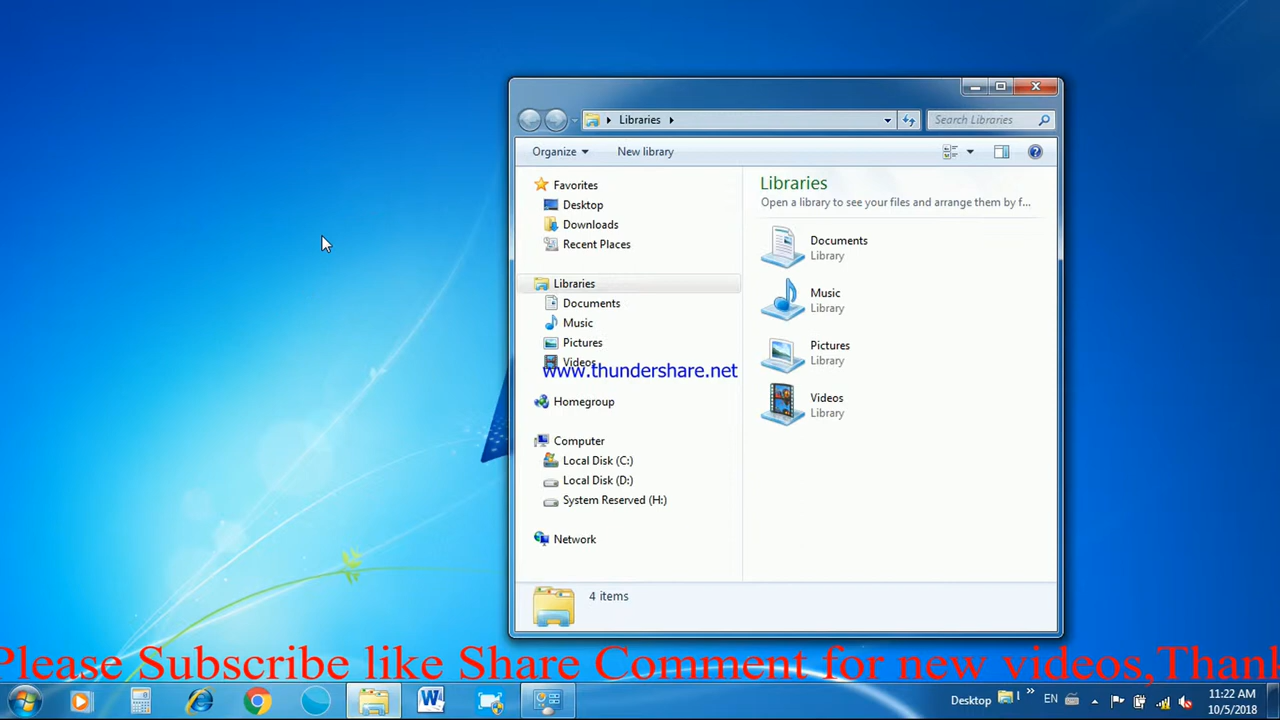 Libraries
Search Libraries
Organize
New library
Favorites
Desktop
Downloads
Recent Places
Libraries
Documents
Music
Pictures
Videos
www.thundershare.net
Homegroup
Computer
Local Disk (C:)
Local Disk (D:)
System Reserved (H:)
Network
Libraries
Open a library to see your files and arrange them by f...
Documents
Library
Music
Library
Pictures
Library
Videos
Library
4 items
Please Subscribe like Share Comment for new videos,Thank
Desktop
EN
11:22 AM
10/5/2018